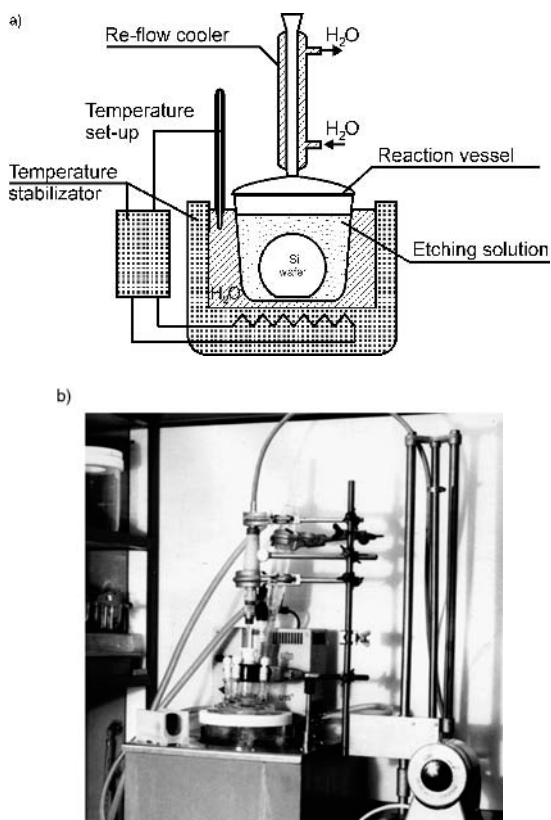 a)
Re-flow cooler
H₂O
Temperature
set-up
H₂O
Temperature
stabilizator
Reaction vessel
Etching solution
Si
wafer
H₂O
b)